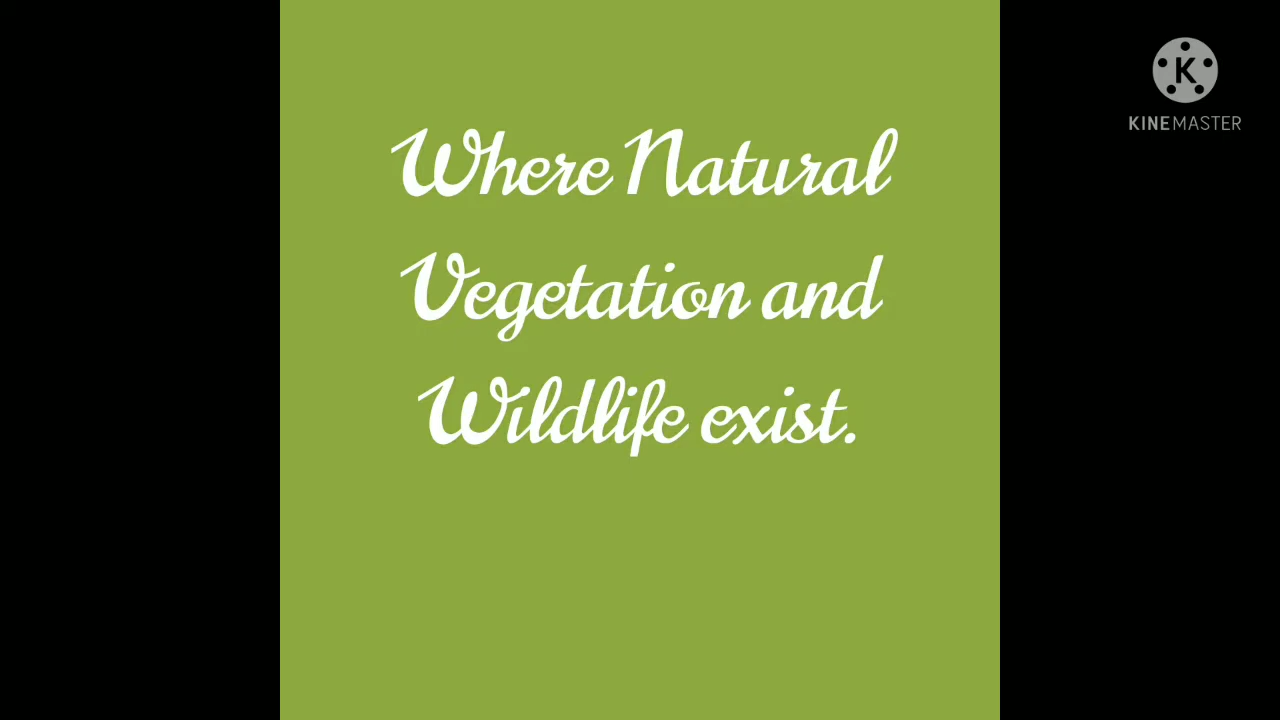 Where Natural
Vegetation and
Wildlife exist.
K
KINEMASTER